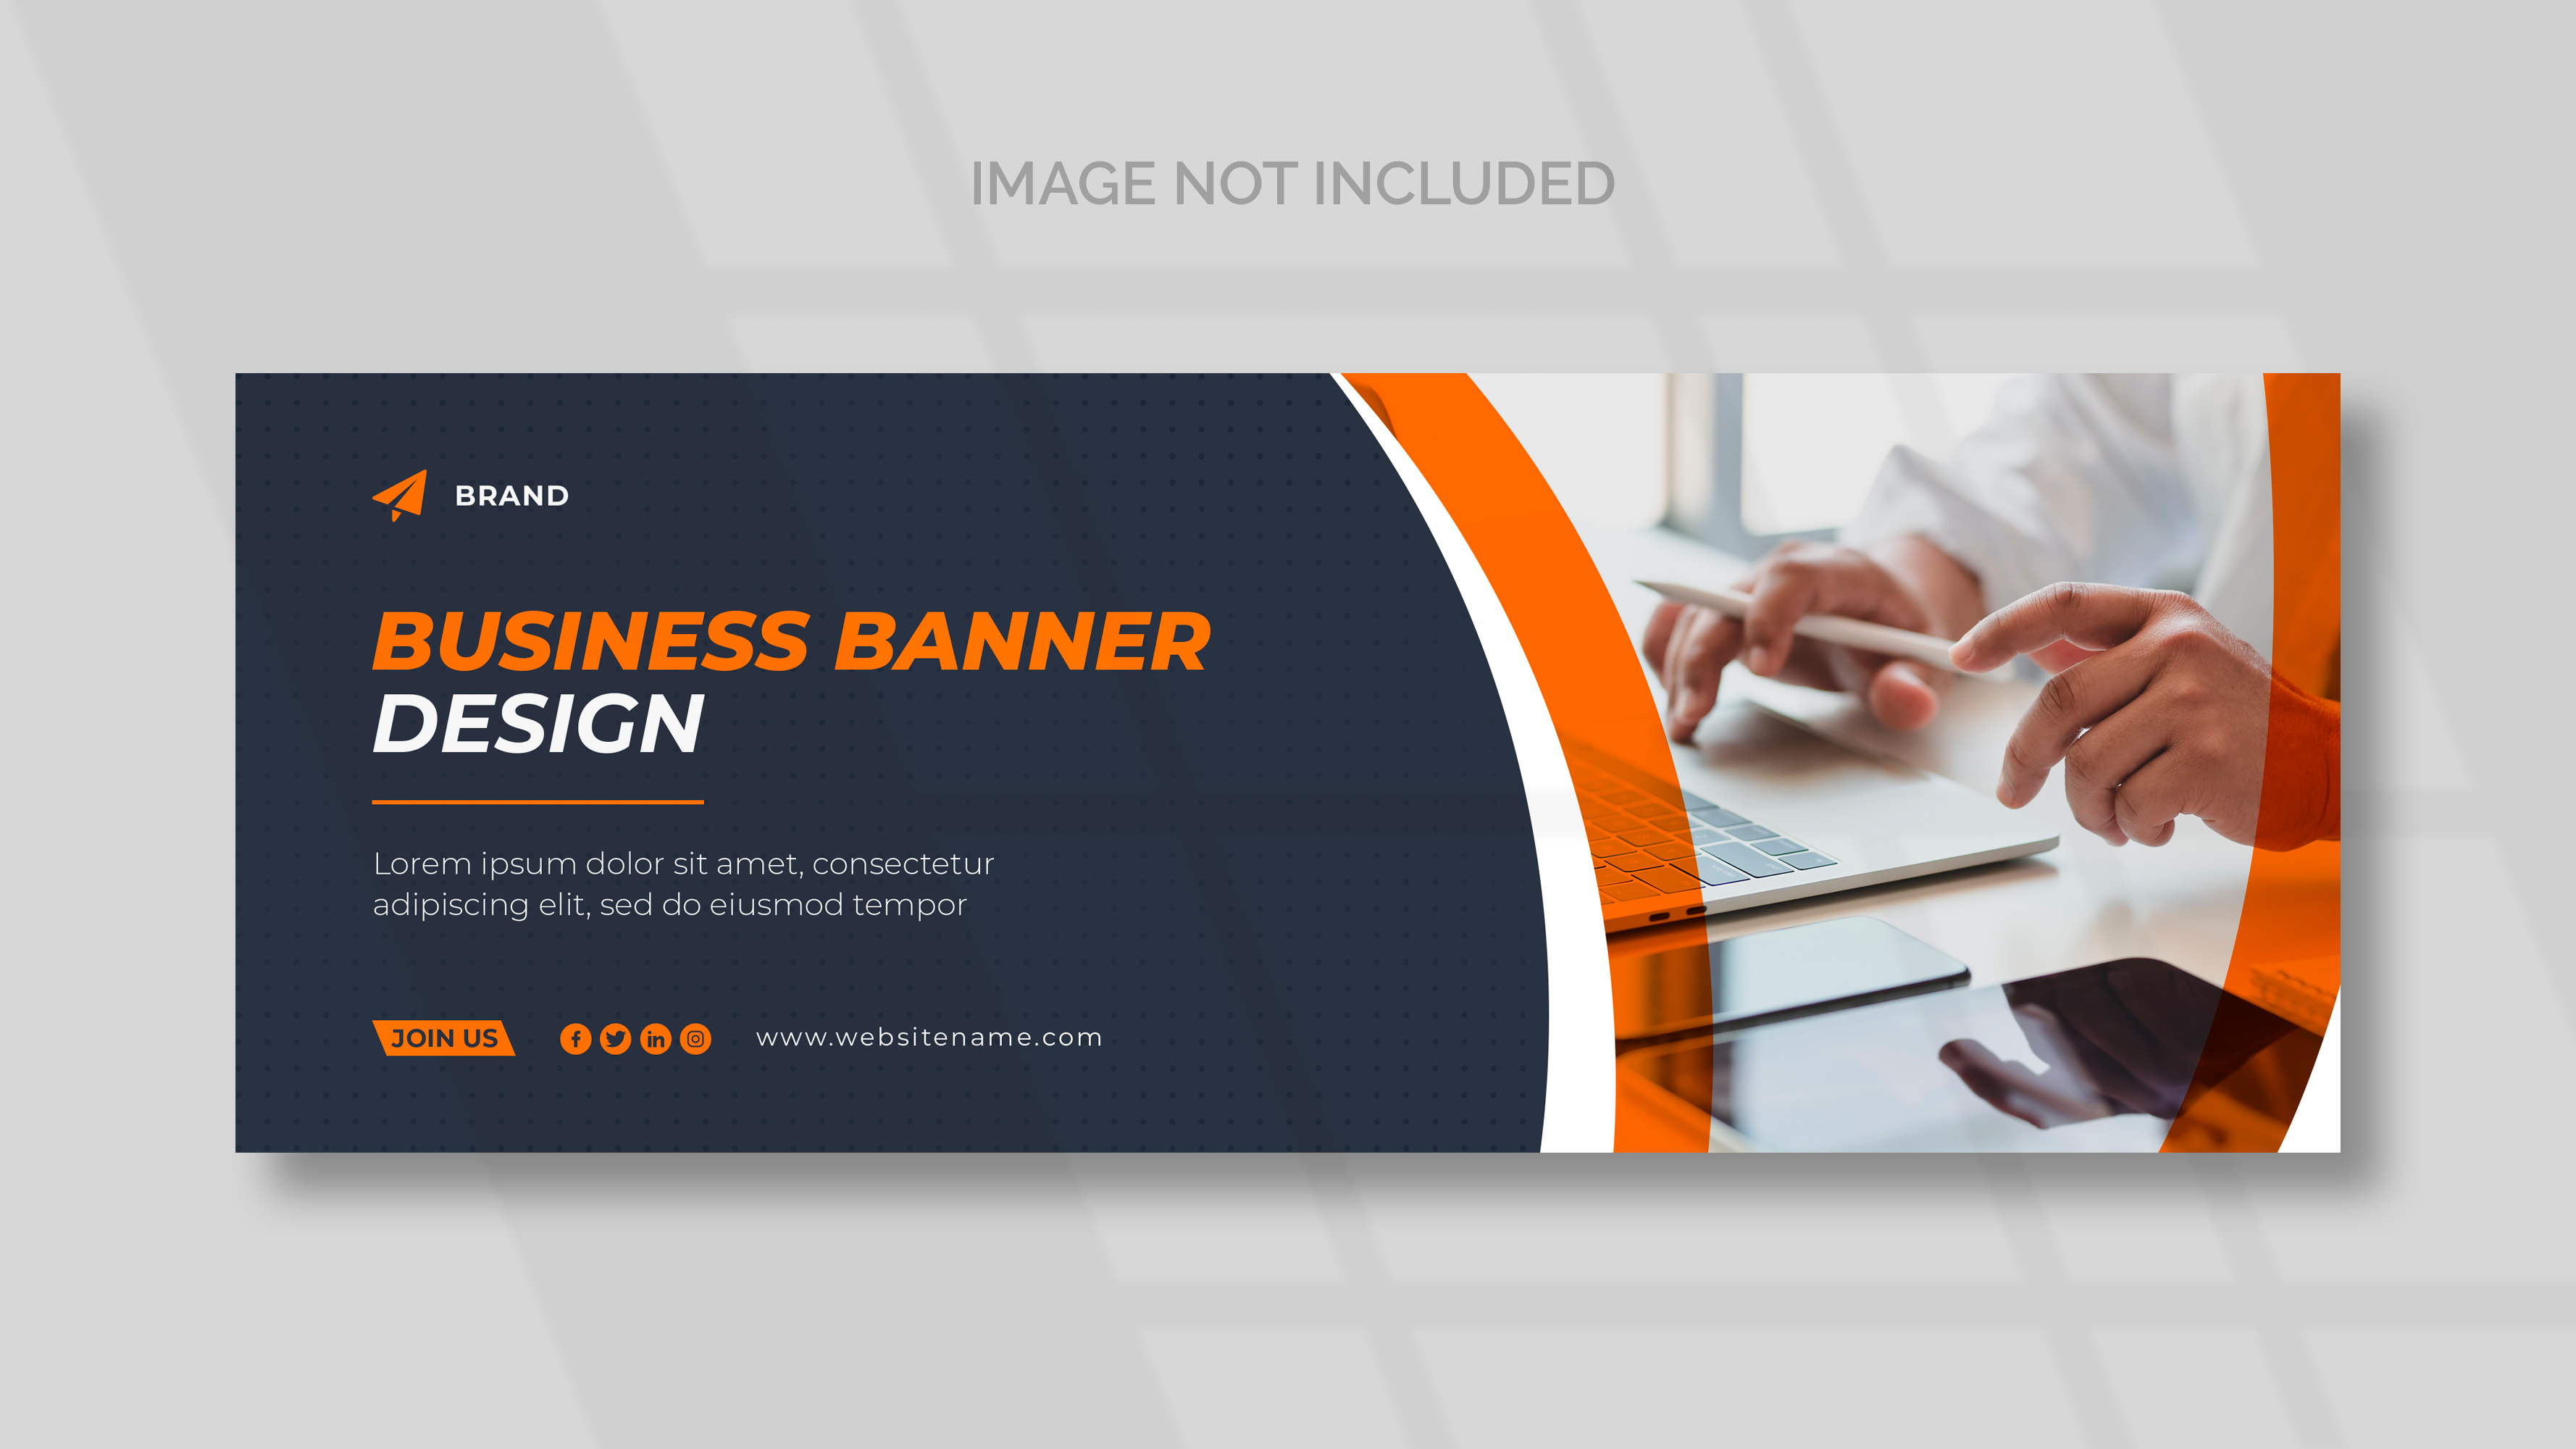 IMAGE NOT INCLUDED
BRAND
BUSINESS BANNER
DESIGN
Lorem ipsum dolor sit amet, consectetur
adipiscing elit, sed do eiusmod tempor
JOIN US
www.websitename.com